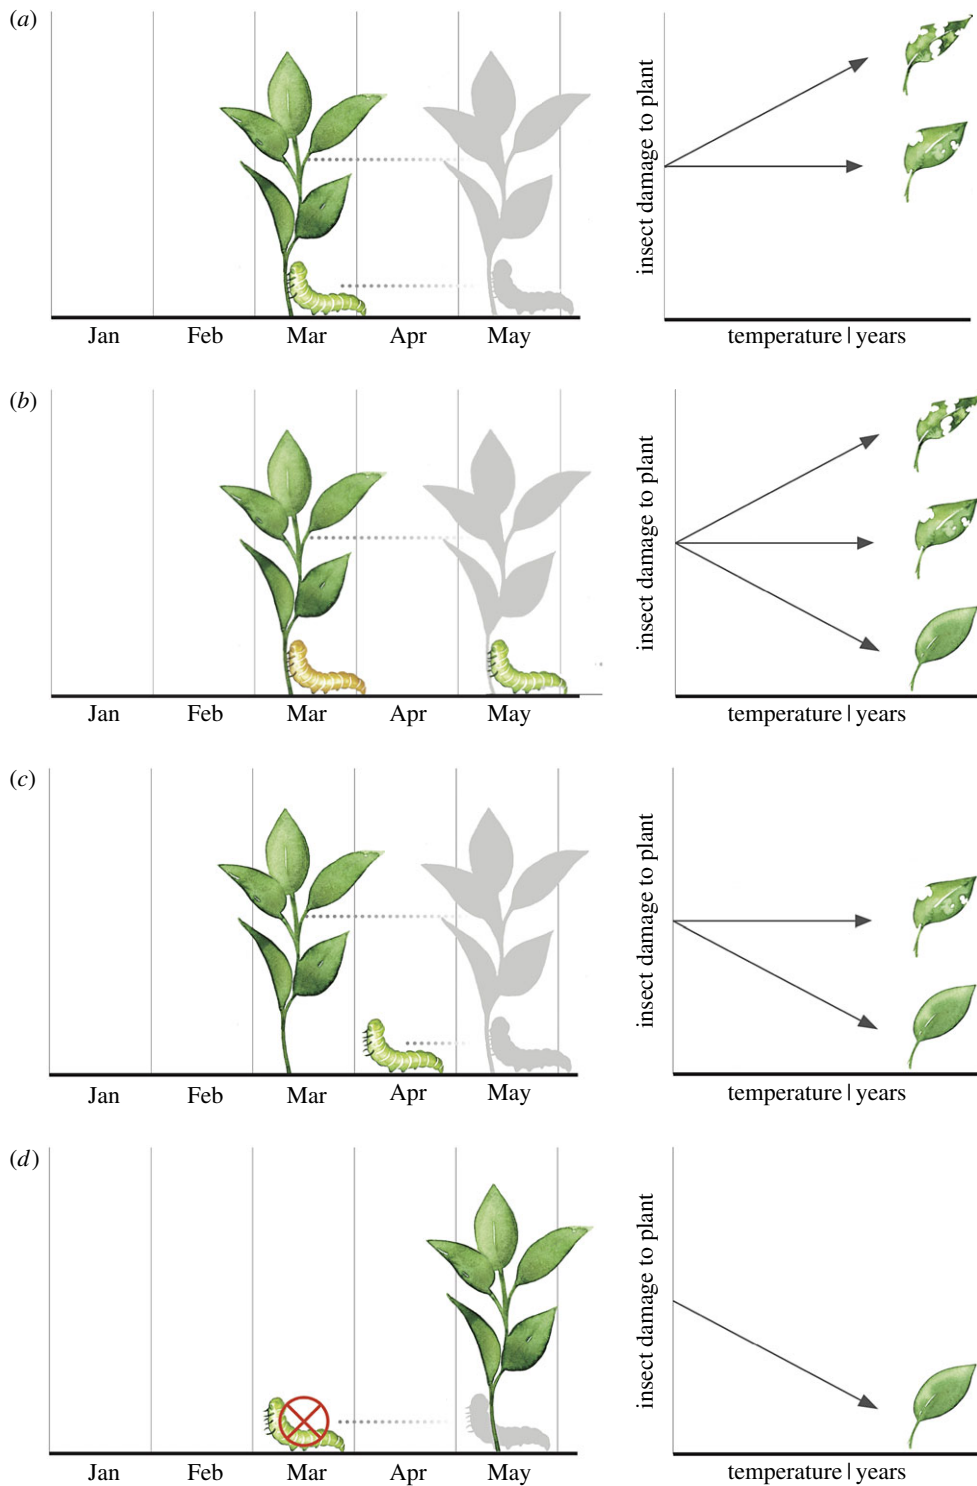 (a)
insect damage to plant
Jan Feb Mar Apr May
temperature | years
(b)
insect damage to plant
Jan Feb Mar Apr May
temperature | years
(c)
insect damage to plant
Jan Feb Mar Apr May
temperature | years
(d)
insect damage to plant
Jan Feb Mar Apr May
temperature | years